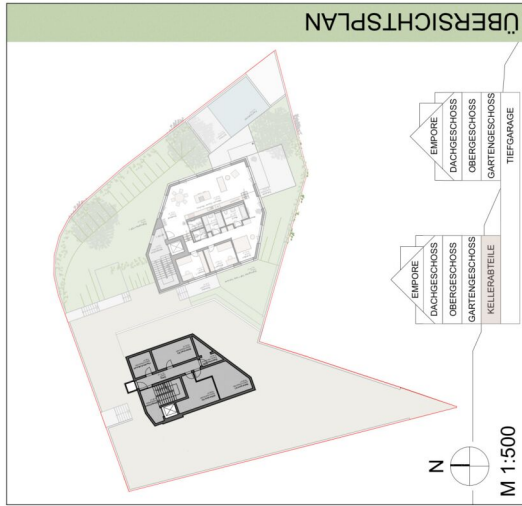 ÜBERSICHTSPLAN
EMPORE
DACHGESCHOSS
OBERGESCHOSS
GARTENGESCHOSS
TIEFGARAGE
EMPORE
DACHGESCHOSS
OBERGESCHOSS
GARTENGESCHOSS
KELLERABTEILE
N
M 1:500